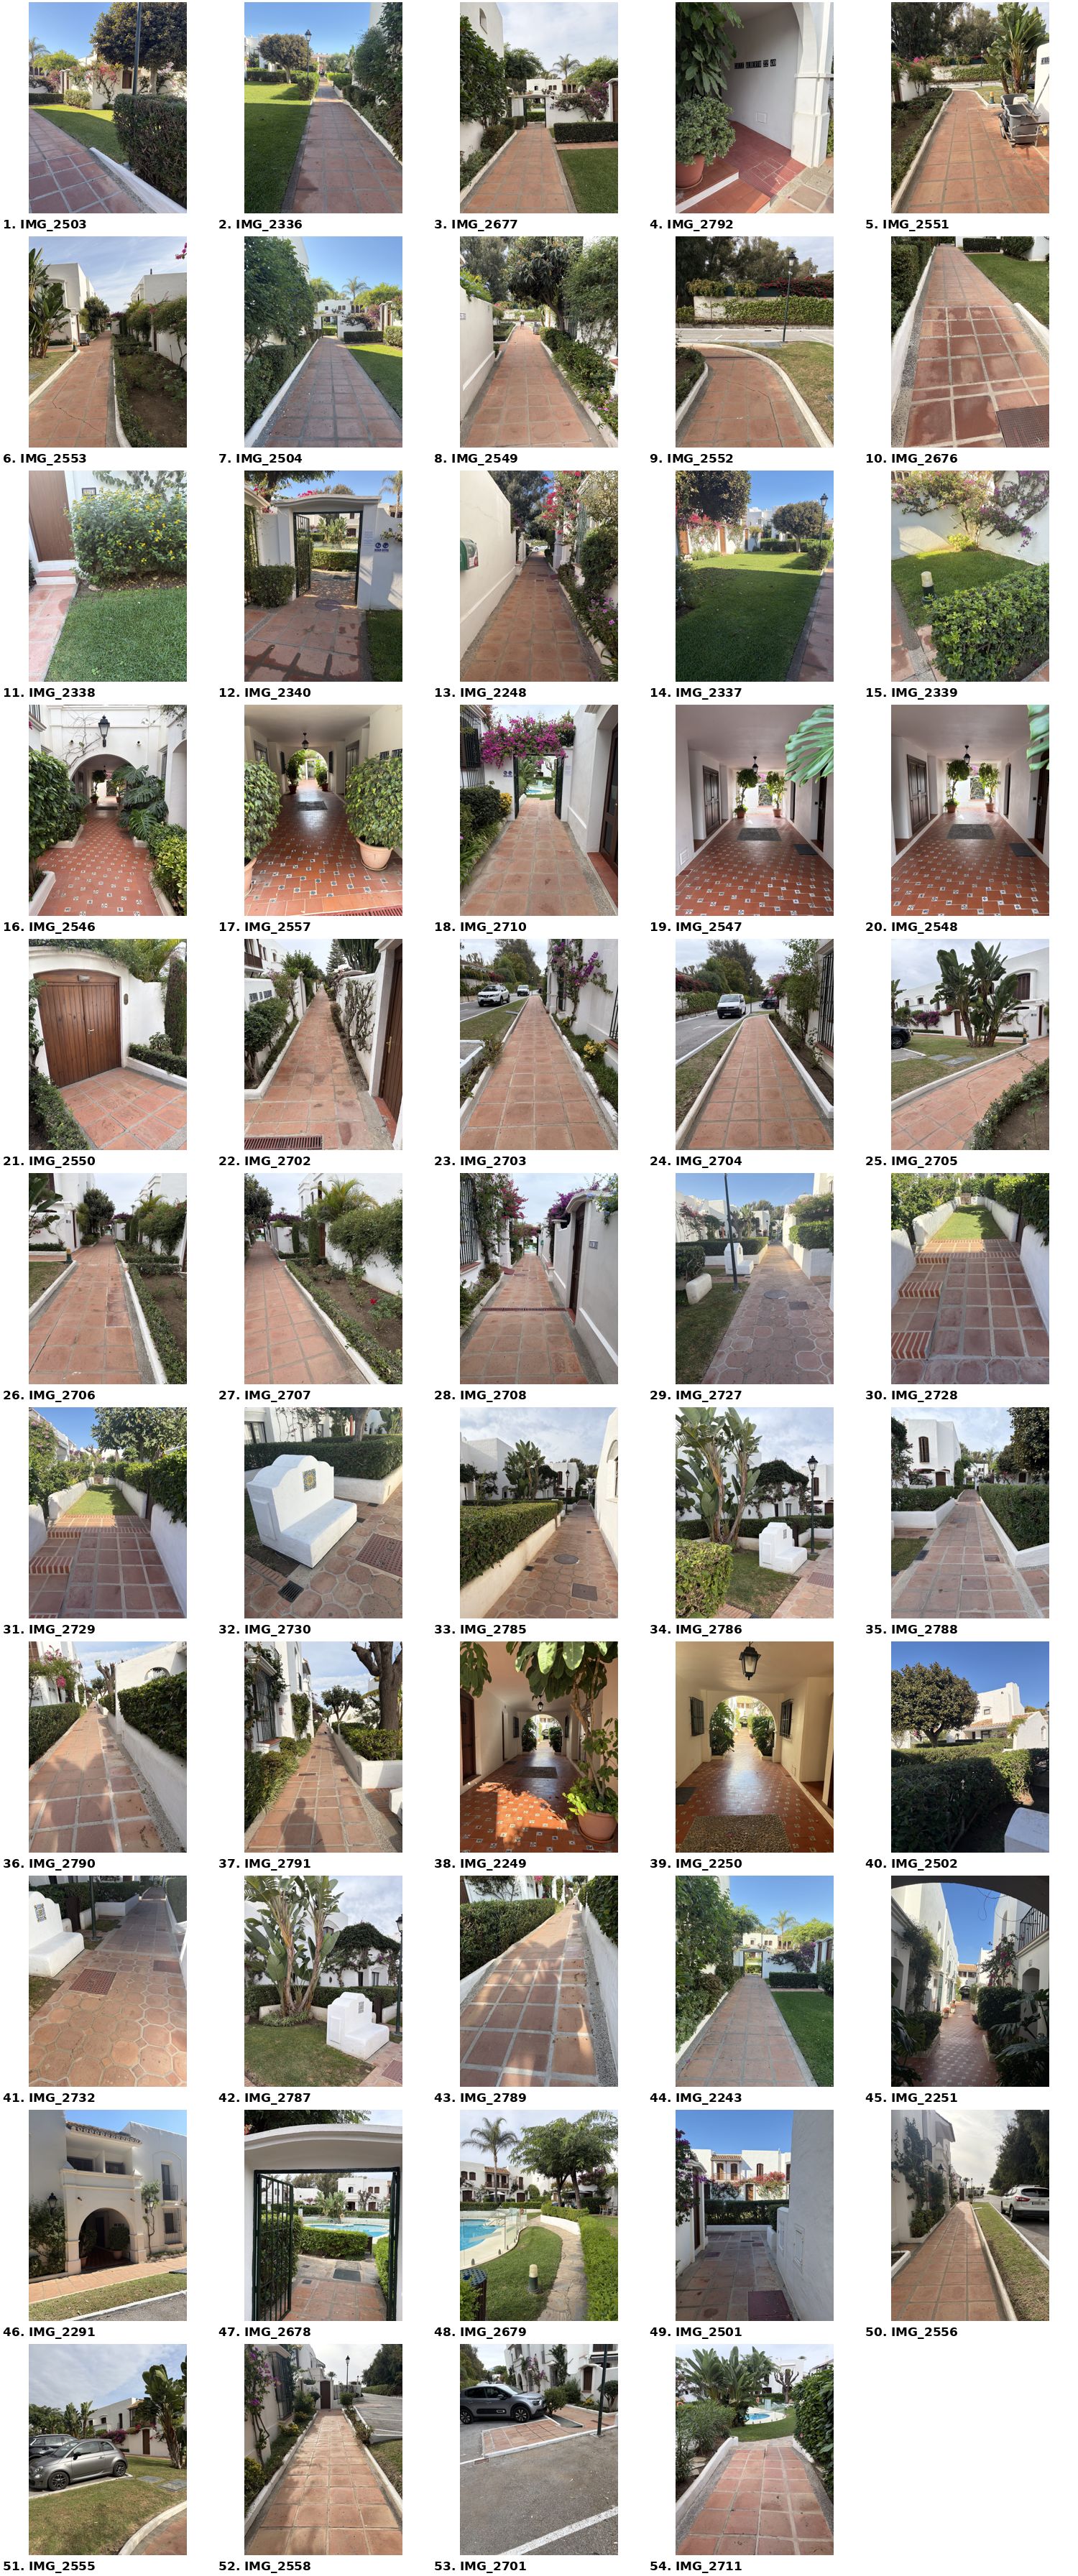 1. IMG_2503
2. IMG_2336
3. IMG_2677
4. IMG_2792
5. IMG_2551
6. IMG_2553
7. IMG_2504
8. IMG_2549
9. IMG_2552
10. IMG_2676
11. IMG_2338
12. IMG_2340
13. IMG_2248
14. IMG_2337
15. IMG_2339
16. IMG_2546
17. IMG_2557
18. IMG_2710
19. IMG_2547
20. IMG_2548
21. IMG_2550
22. IMG_2702
23. IMG_2703
24. IMG_2704
25. IMG_2705
26. IMG_2706
27. IMG_2707
28. IMG_2708
29. IMG_2727
30. IMG_2728
31. IMG_2729
32. IMG_2730
33. IMG_2785
34. IMG_2786
35. IMG_2788
36. IMG_2790
37. IMG_2791
38. IMG_2249
39. IMG_2250
40. IMG_2502
41. IMG_2732
42. IMG_2787
43. IMG_2789
44. IMG_2243
45. IMG_2251
46. IMG_2291
47. IMG_2678
48. IMG_2679
49. IMG_2501
50. IMG_2556
51. IMG_2555
52. IMG_2558
53. IMG_2701
54. IMG_2711